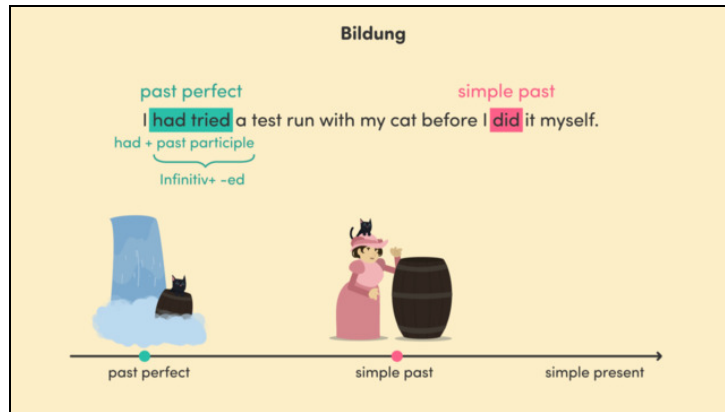 Bildung
past perfect simple past
I had tried a test run with my cat before I did it myself.
had + past participle
Infinitiv+ -ed
past perfect simple past simple present